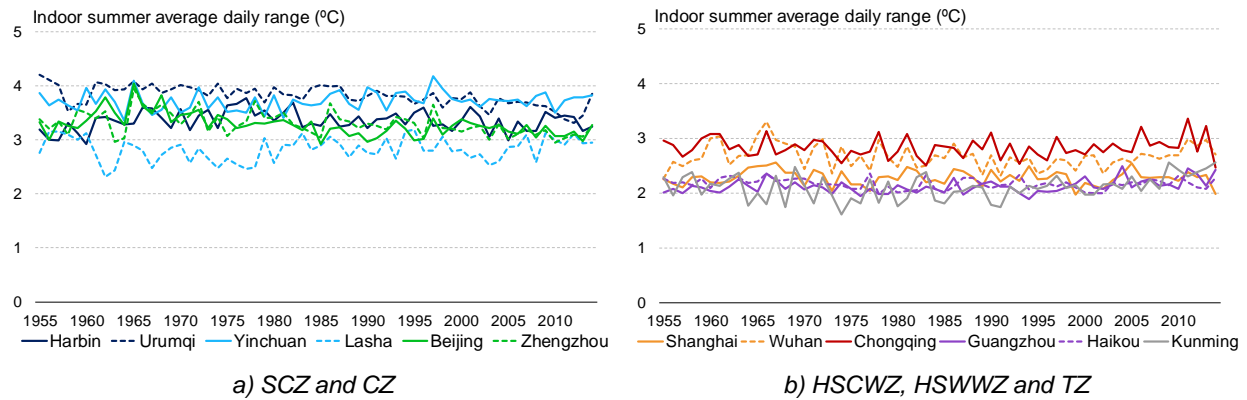 Indoor summer average daily range (ºC)
5
4
3
2
1
0
1955 1960 1965 1970 1975 1980 1985 1990 1995 2000 2005 2010
Harbin Urumqi Yinchuan Lasha Beijing Zhengzhou
a) SCZ and CZ
Indoor summer average daily range (ºC)
5
4
3
2
1
0
1955 1960 1965 1970 1975 1980 1985 1990 1995 2000 2005 2010
Shanghai Wuhan Chongqing Guangzhou Haikou Kunming
b) HSCWZ, HSWWZ and TZ